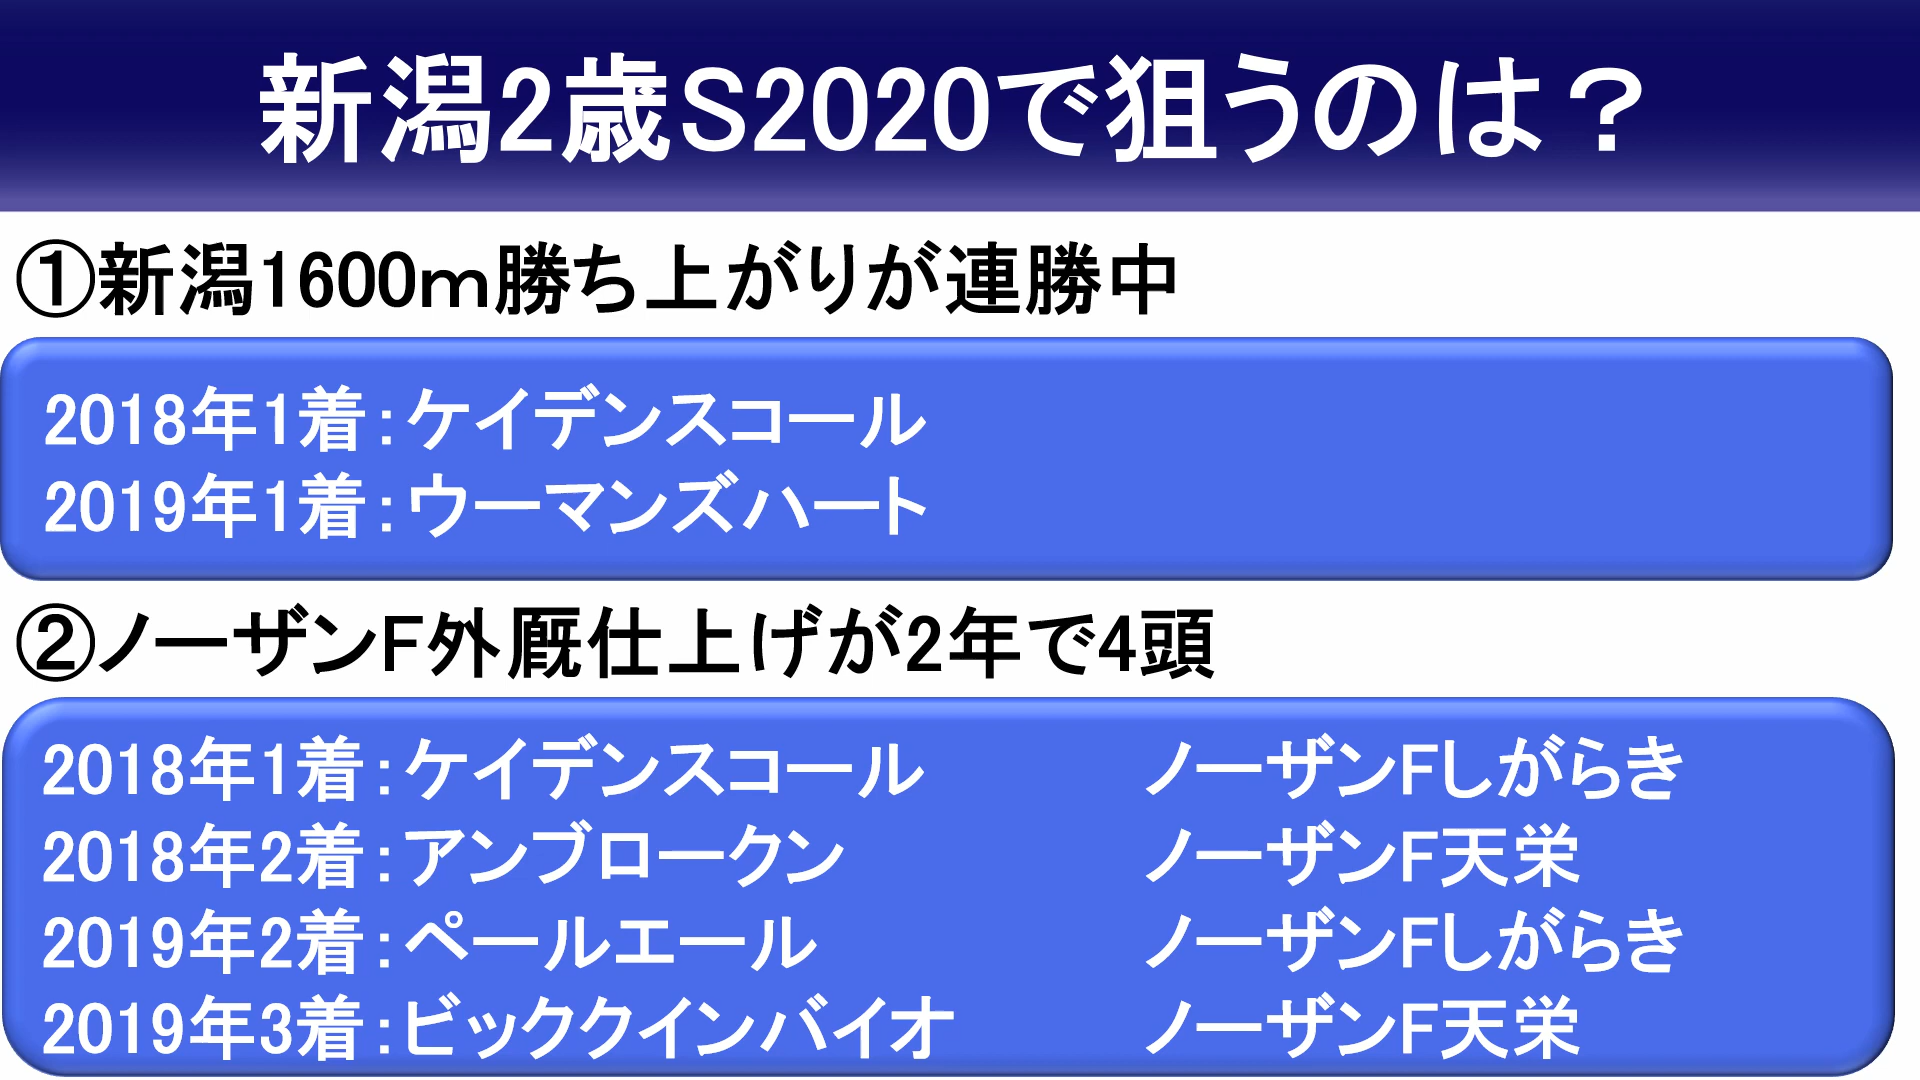 新潟2歳S2020で狙うのは？
①新潟1600ｍ勝ち上がりが連勝中
2018年1着：ケイデンスコール
2019年1着：ウーマンズハート
②ノーザンF外厩仕上げが2年で4頭
2018年1着：ケイデンスコール ノーザンFしがらき
2018年2着：アンブロークン ノーザンF天栄
2019年2着：ペールエール ノーザンFしがらき
2019年3着：ビッククインバイオ ノーザンF天栄